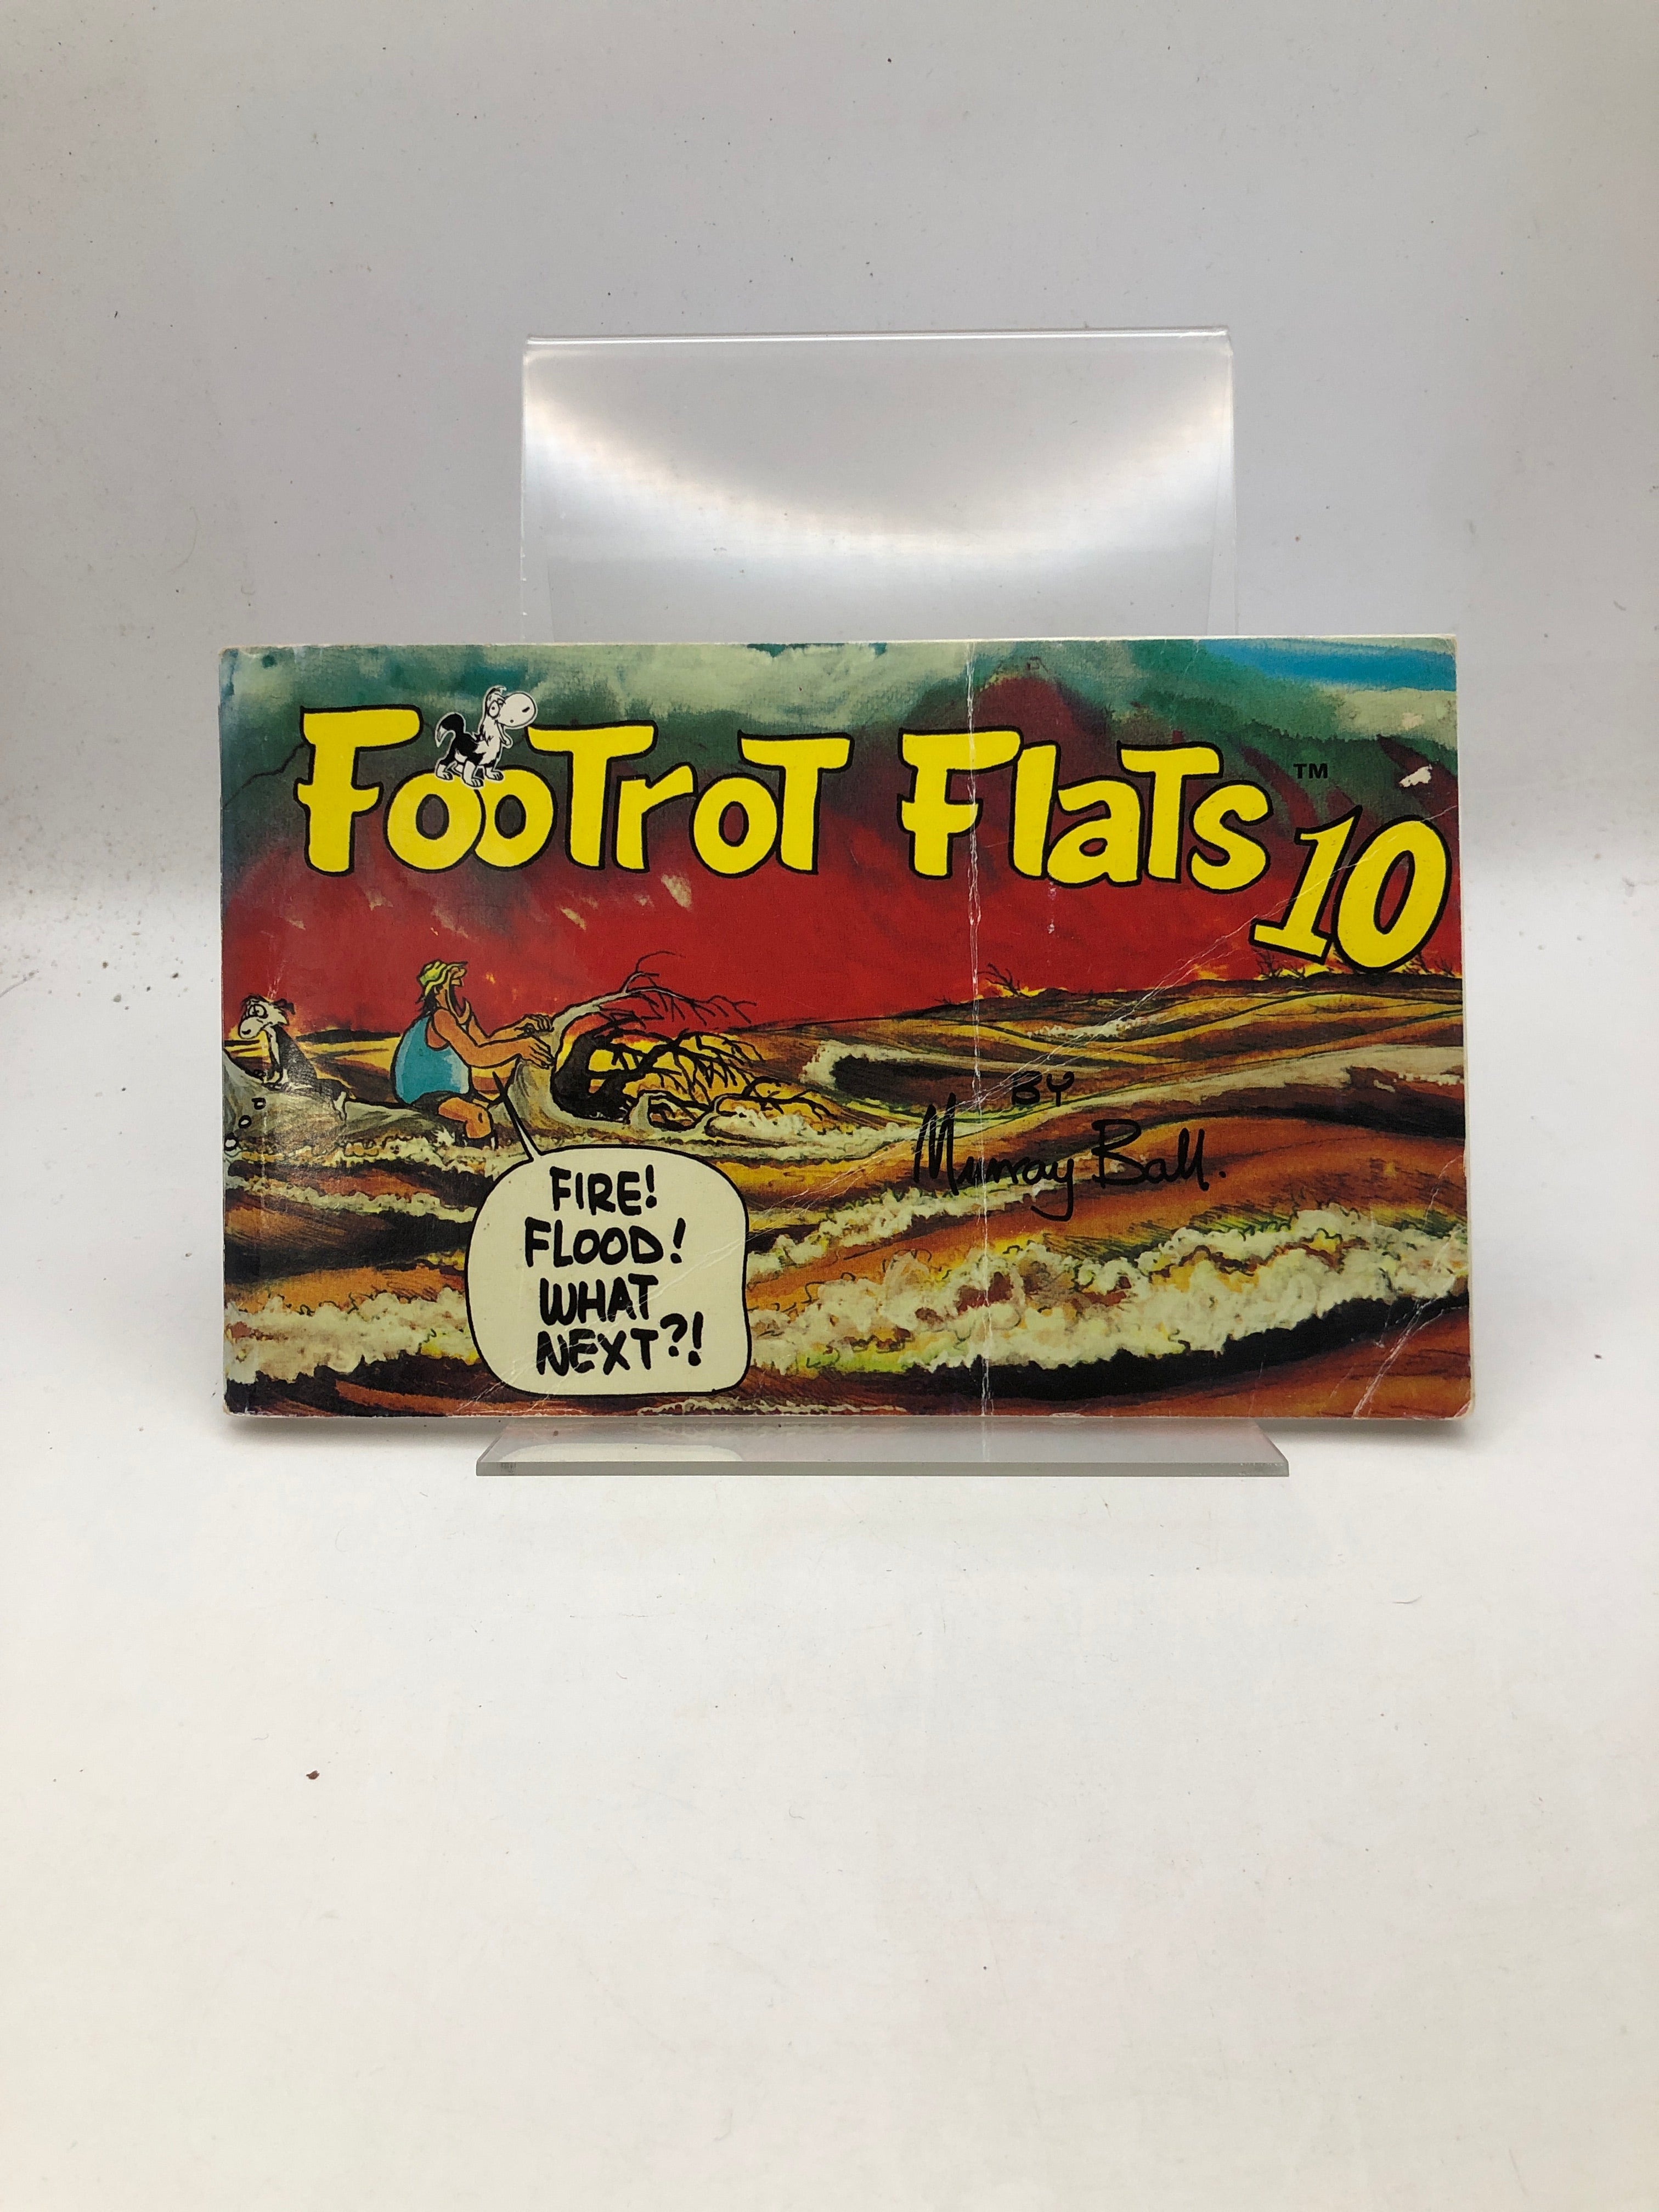 FooTroT FlaTs™ 10
BY
Murray Ball.
FIRE!
FLOOD!
WHAT
NEXT?!